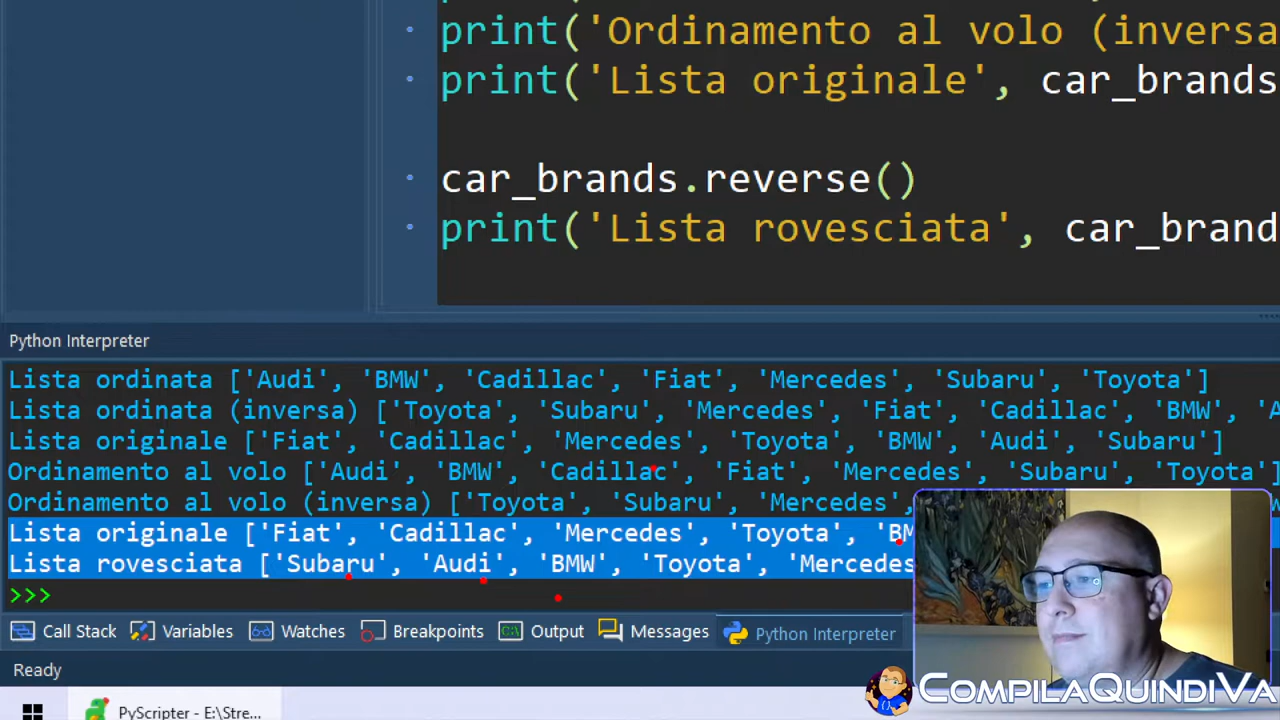 print('Ordinamento al volo (inversa
print('Lista originale', car_brands
car_brands.reverse()
print('Lista rovesciata', car_brand
Python Interpreter
Lista ordinata ['Audi', 'BMW', 'Cadillac', 'Fiat', 'Mercedes', 'Subaru', 'Toyota']
Lista ordinata (inversa) ['Toyota', 'Subaru', 'Mercedes', 'Fiat', 'Cadillac', 'BMW', 'A
Lista originale ['Fiat', 'Cadillac', 'Mercedes', 'Toyota', 'BMW', 'Audi', 'Subaru']
Ordinamento al volo ['Audi', 'BMW', 'Cadillac', 'Fiat', 'Mercedes', 'Subaru', 'Toyota']
Ordinamento al volo (inversa) ['Toyota', 'Subaru', 'Mercedes',
Lista originale ['Fiat', 'Cadillac', 'Mercedes', 'Toyota', 'BM
Lista rovesciata ['Subaru', 'Audi', 'BMW', 'Toyota', 'Mercedes
>>>
Call Stack Variables Watches Breakpoints Output Messages Python Interpreter
Ready
COMPILAQUINDIVA
PyScripter - E:\Stre...